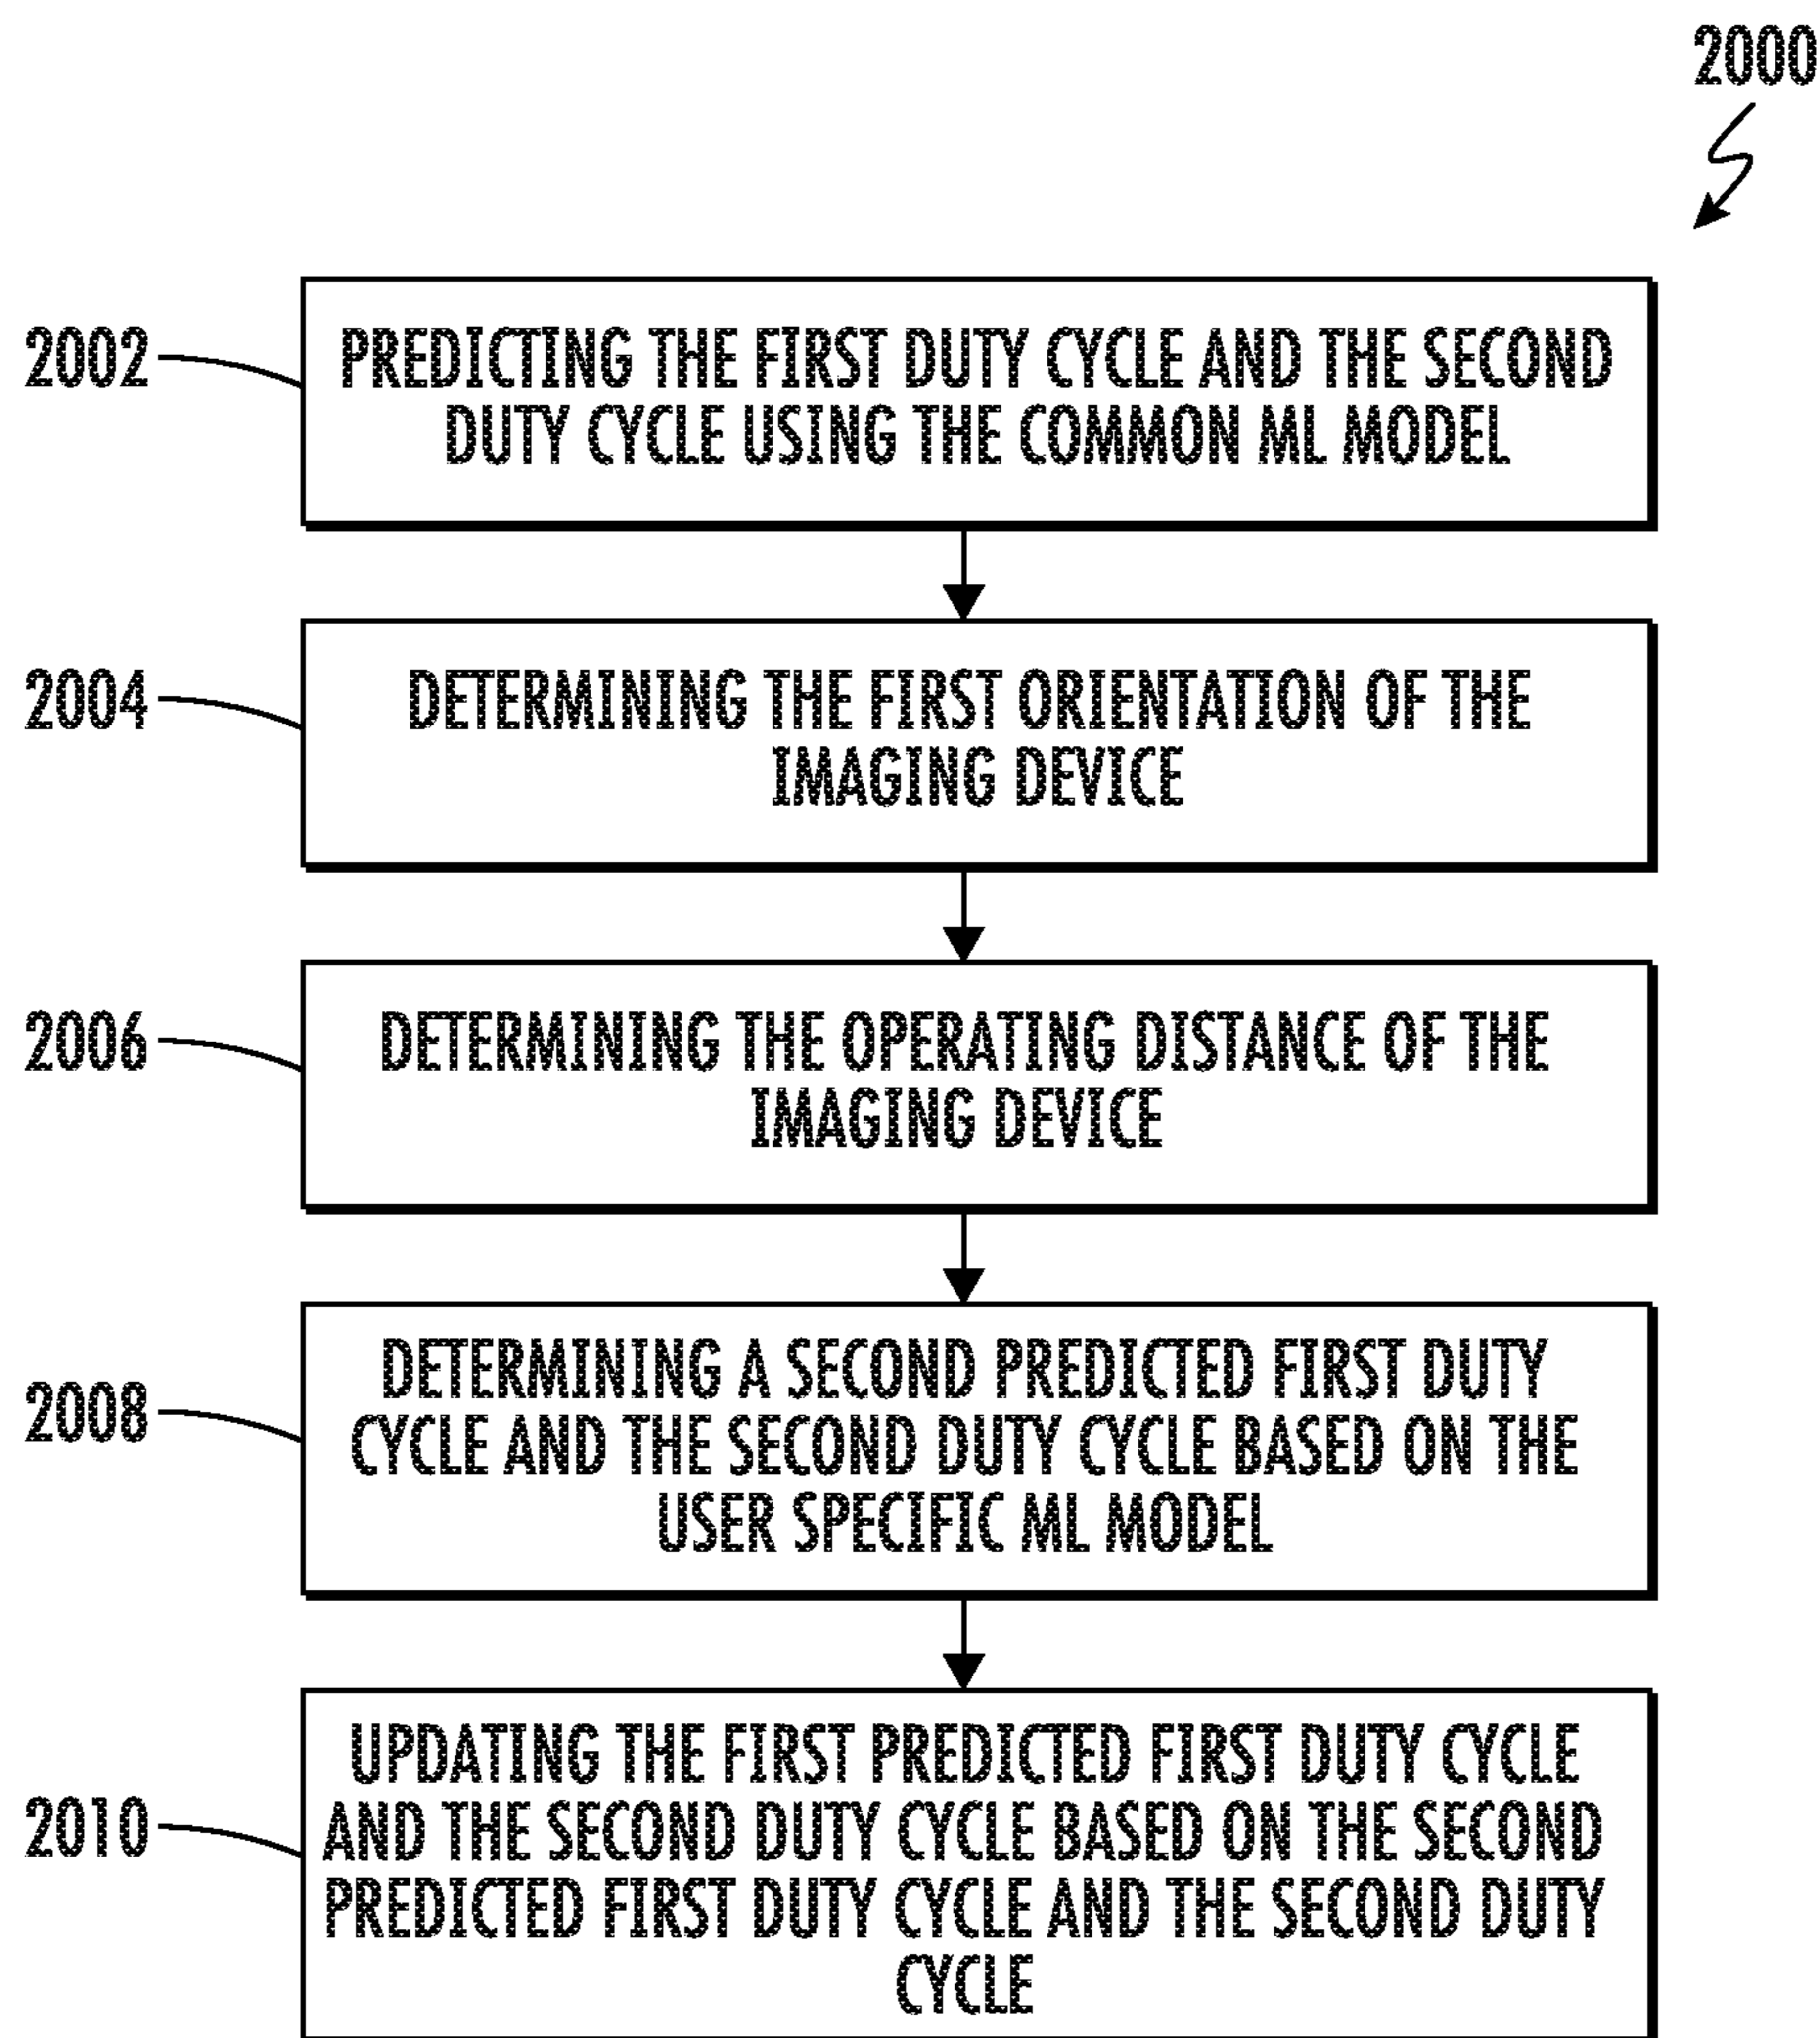 2000
2002
PREDICTING THE FIRST DUTY CYCLE AND THE SECOND
DUTY CYCLE USING THE COMMON ML MODEL
2004
DETERMINING THE FIRST ORIENTATION OF THE
IMAGING DEVICE
2006
DETERMINING THE OPERATING DISTANCE OF THE
IMAGING DEVICE
2008
DETERMINING A SECOND PREDICTED FIRST DUTY
CYCLE AND THE SECOND DUTY CYCLE BASED ON THE
USER SPECIFIC ML MODEL
2010
UPDATING THE FIRST PREDICTED FIRST DUTY CYCLE
AND THE SECOND DUTY CYCLE BASED ON THE SECOND
PREDICTED FIRST DUTY CYCLE AND THE SECOND DUTY
CYCLE